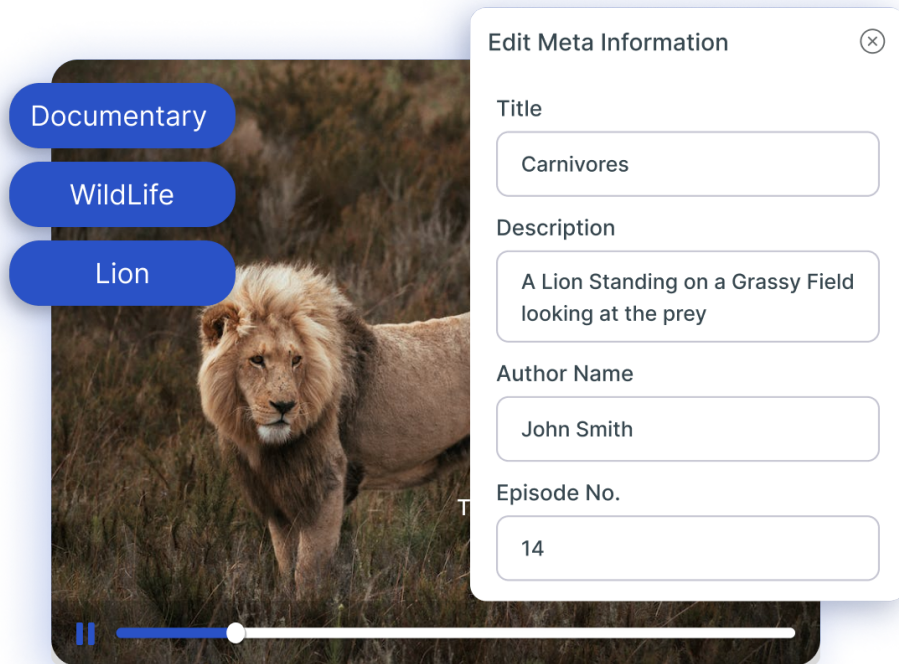 Edit Meta Information
Documentary
WildLife
Lion
Title
Carnivores
Description
A Lion Standing on a Grassy Field
looking at the prey
Author Name
John Smith
Episode No.
14
T